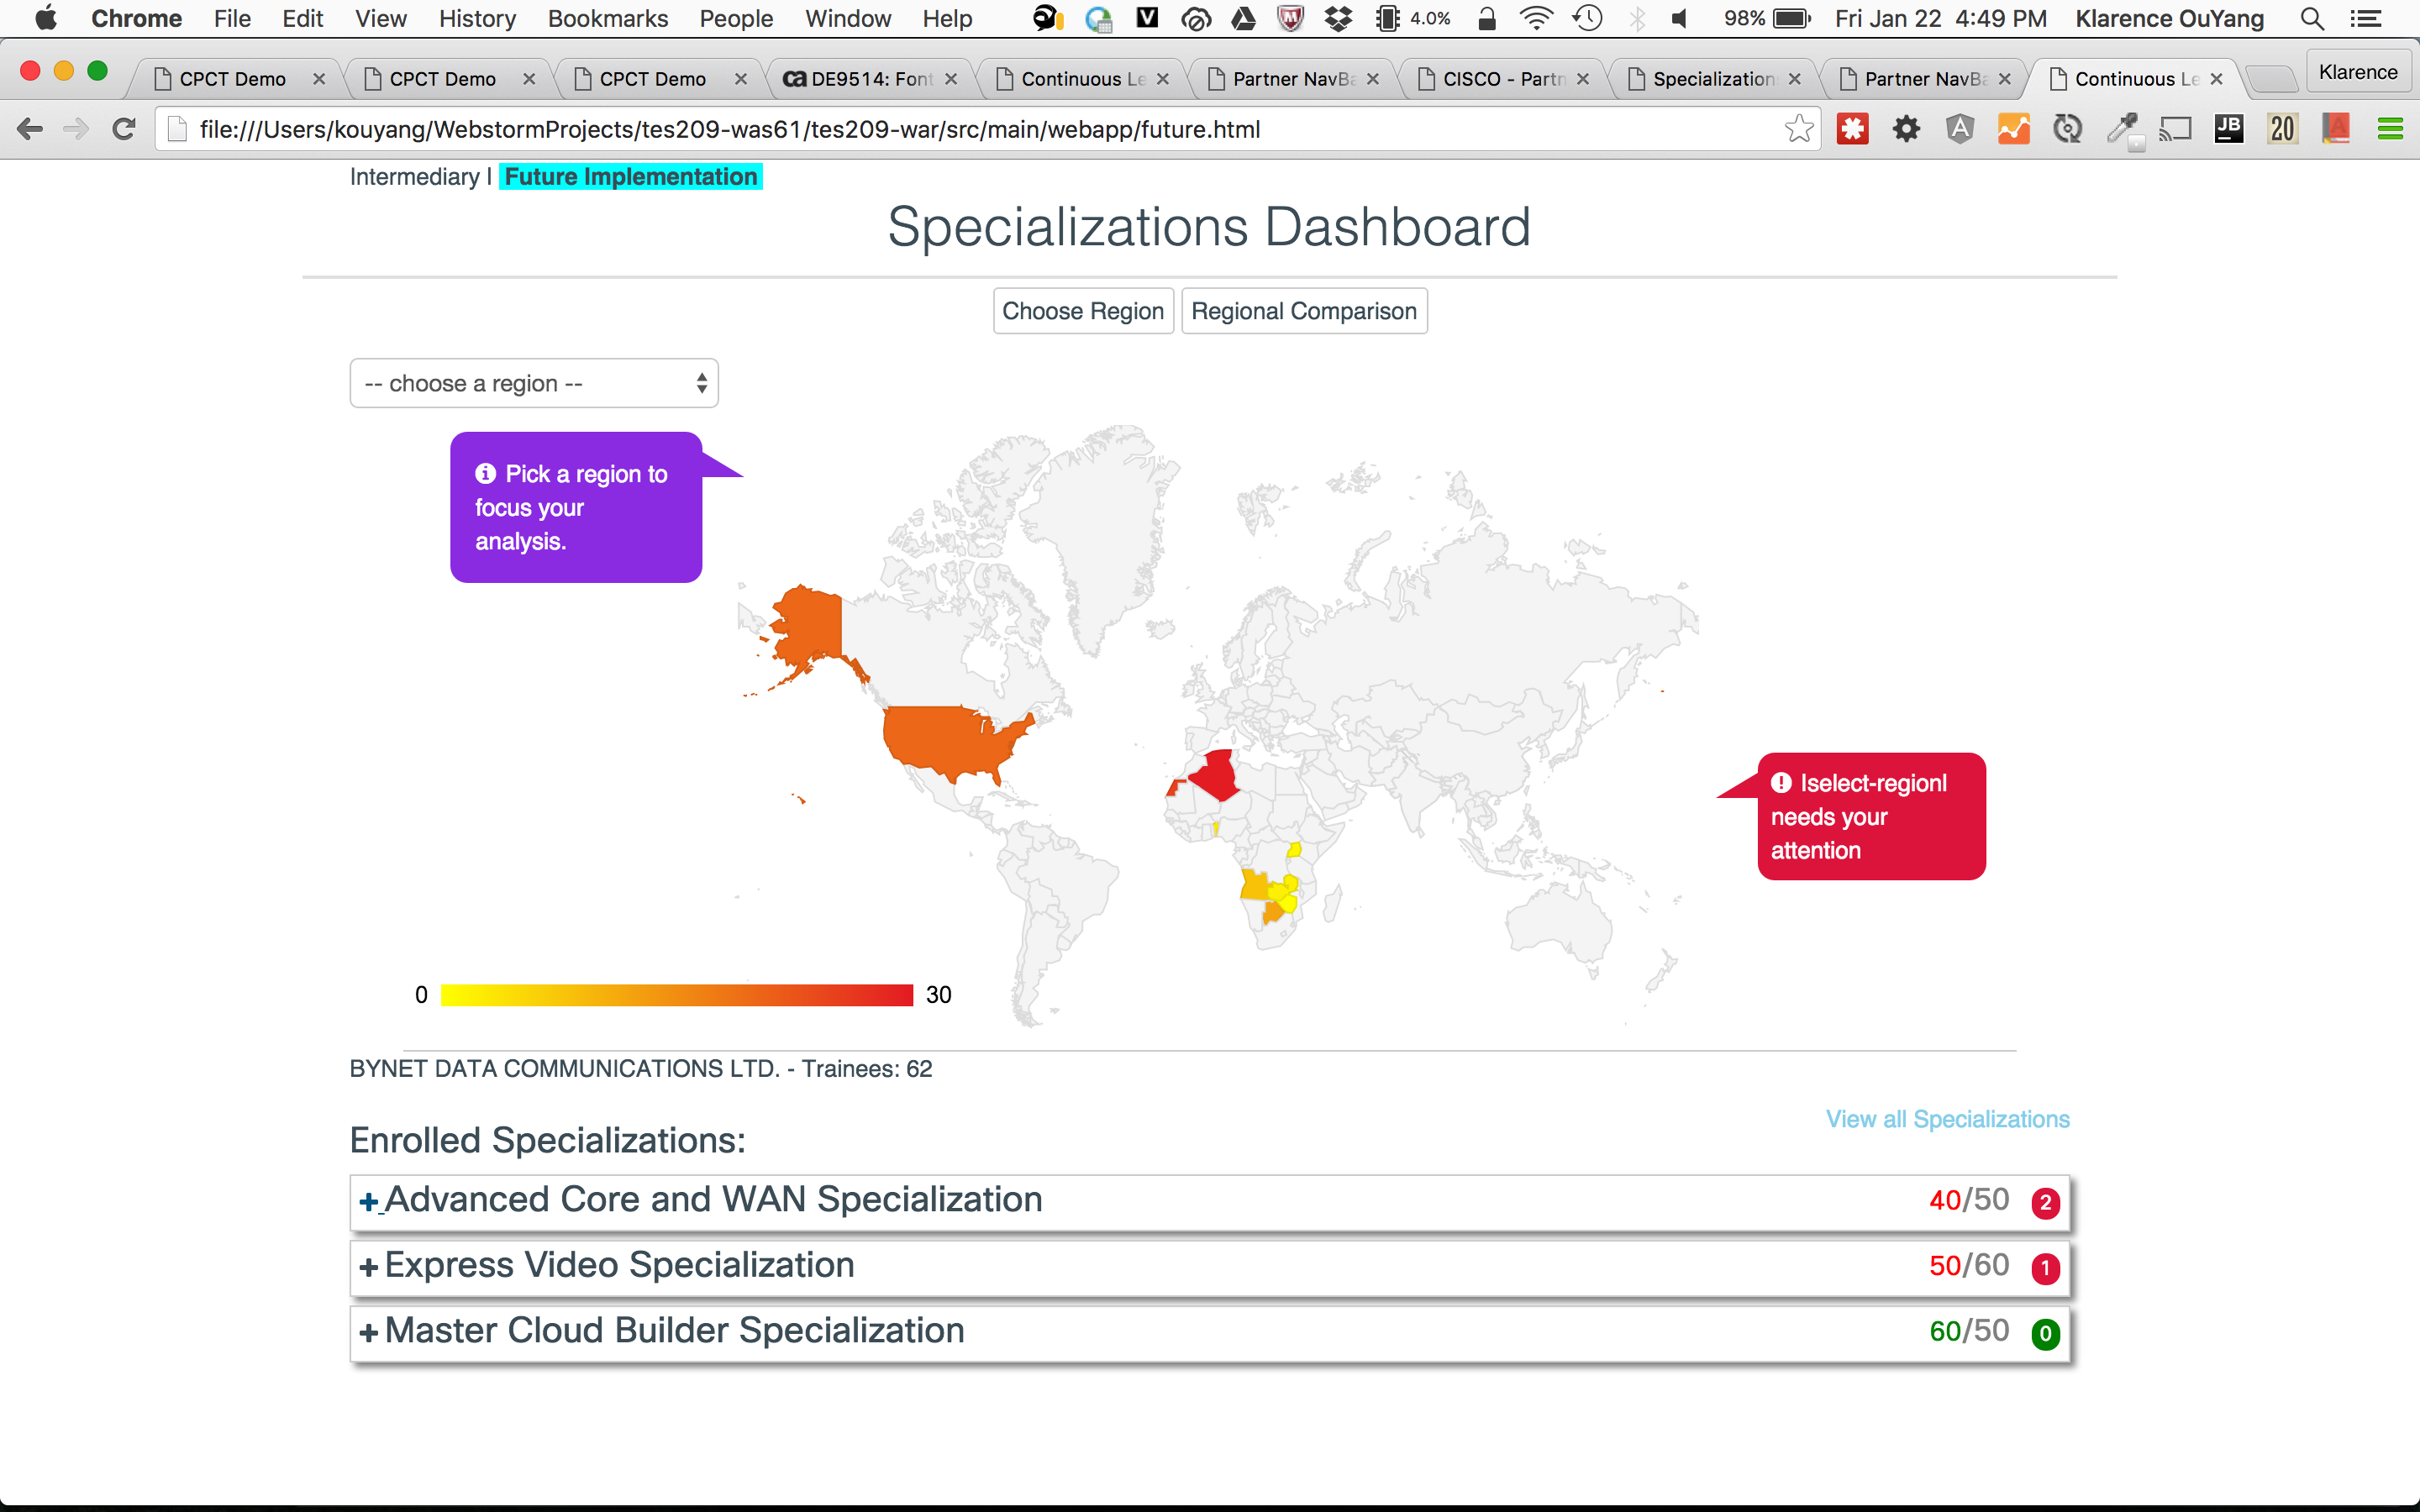 Chrome File Edit View History Bookmarks People Window Help V 4.0% 98% Fri Jan 22 4:49 PM Klarence OuYang
CPCT Demo CPCT Demo CPCT Demo ca DE9514: Font Continuous Le Partner NavBa CISCO - Partn Specialization Partner NavBa Continuous Le Klarence
file:///Users/kouyang/WebstormProjects/tes209-was61/tes209-war/src/main/webapp/future.html JB 20 A
Intermediary | Future Implementation
Specializations Dashboard
Choose Region Regional Comparison
-- choose a region --
Pick a region to
focus your
analysis.
|select-region|
needs your
attention
0 30
BYNET DATA COMMUNICATIONS LTD. - Trainees: 62
View all Specializations
Enrolled Specializations:
+ Advanced Core and WAN Specialization 40/50 2
+ Express Video Specialization 50/60 1
+ Master Cloud Builder Specialization 60/50 0